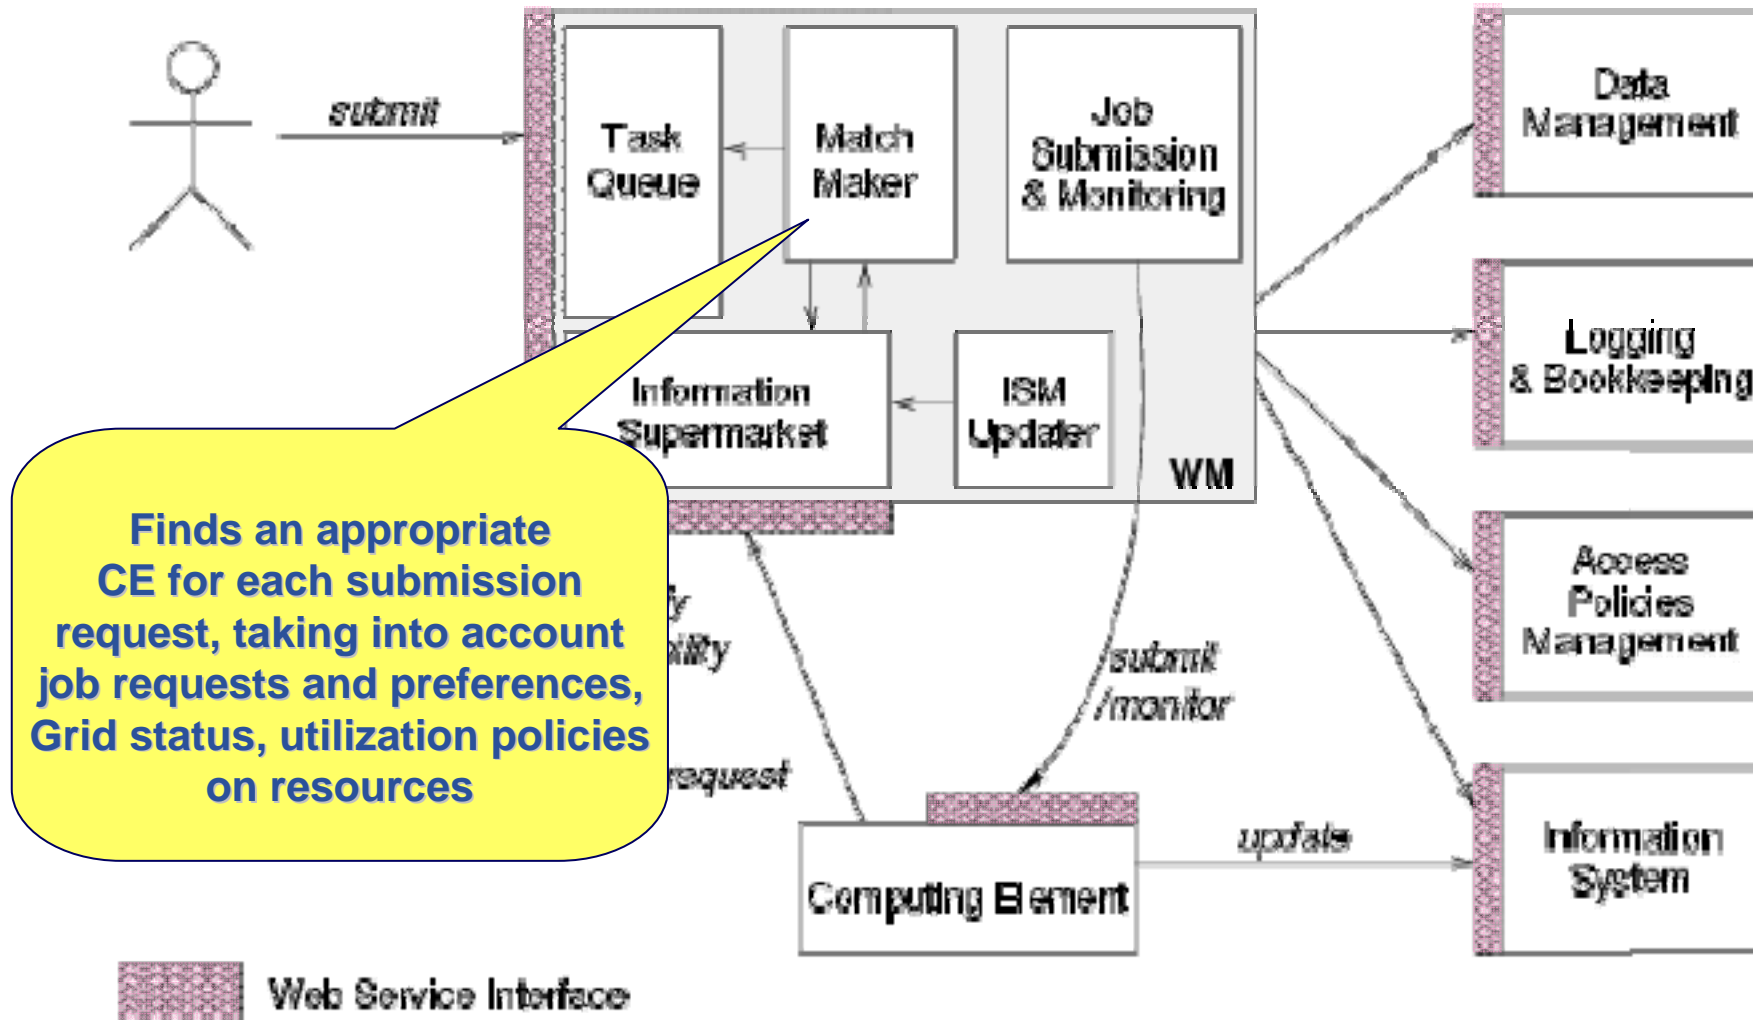 submit
Task
Queue
Match
Maker
Job
Submission
& Monitoring
Data
Management
Information
Supermarket
ISM
Updater
WM
Logging
& Bookkeeping
Finds an appropriate
CE for each submission
request, taking into account
job requests and preferences,
Grid status, utilization policies
on resources
request
submit
/monitor
Access
Policies
Management
Computing Element
update
Information
System
Web Service Interface